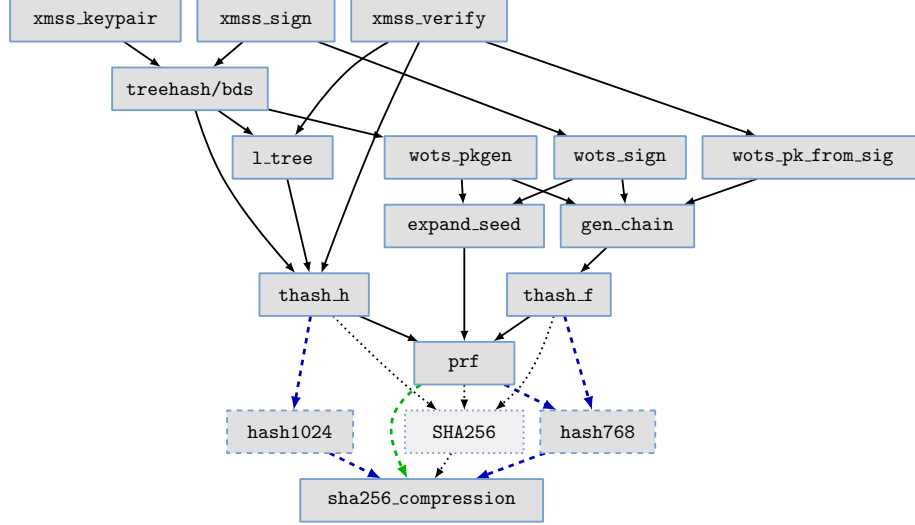 xmss_keypair
xmss_sign
xmss_verify
treehash/bds
l_tree
wots_pkgen
wots_sign
wots_pk_from_sig
expand_seed
gen_chain
thash_h
thash_f
prf
hash1024
SHA256
hash768
sha256_compression